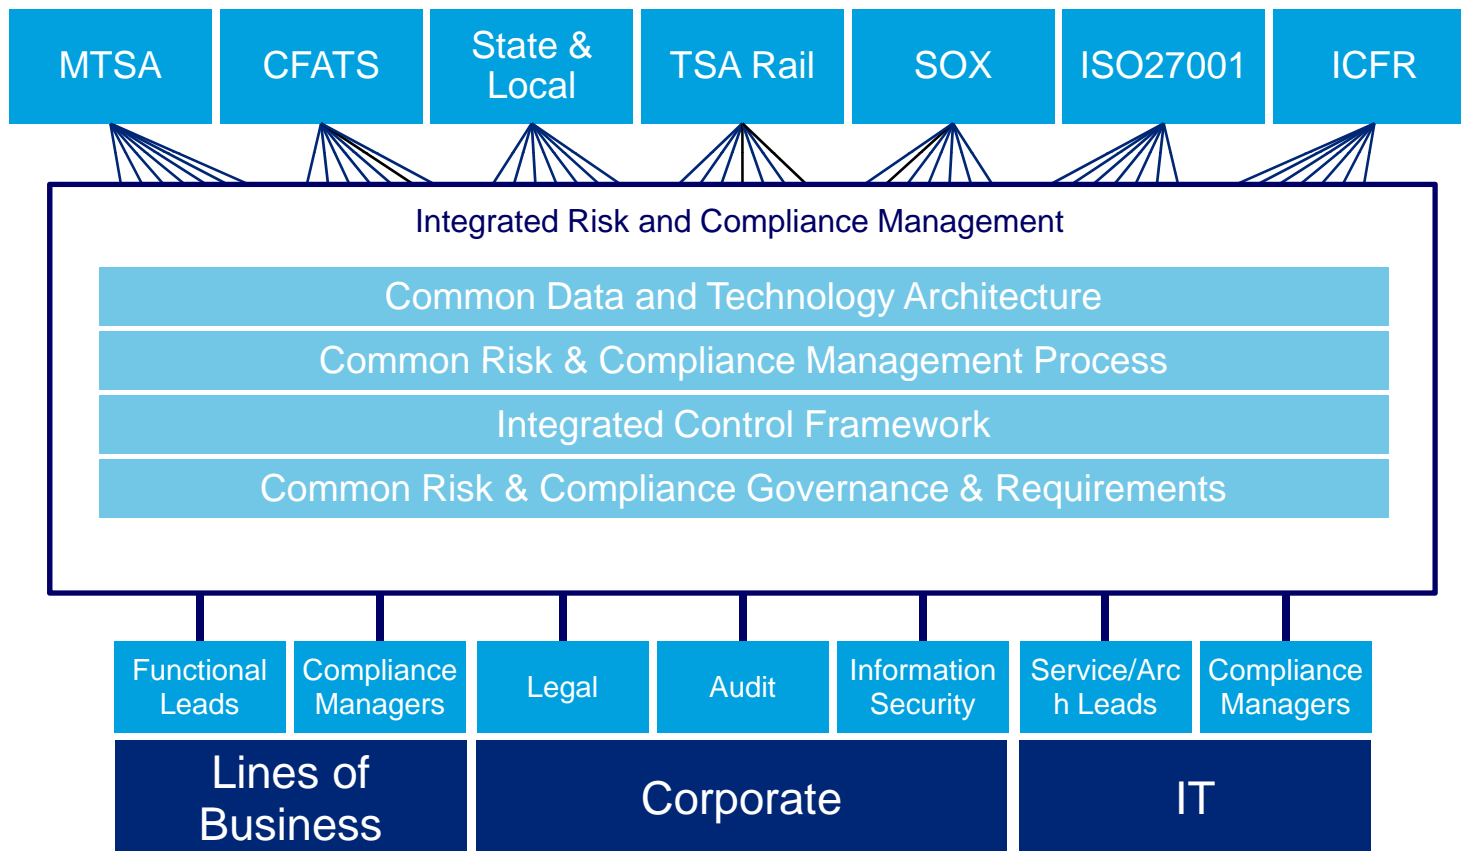 MTSA
CFATS
State &
Local
TSA Rail
SOX
ISO27001
ICFR
Integrated Risk and Compliance Management
Common Data and Technology Architecture
Common Risk & Compliance Management Process
Integrated Control Framework
Common Risk & Compliance Governance & Requirements
Functional
Leads
Compliance
Managers
Legal
Audit
Information
Security
Service/Arc
h Leads
Compliance
Managers
Lines of
Business
Corporate
IT